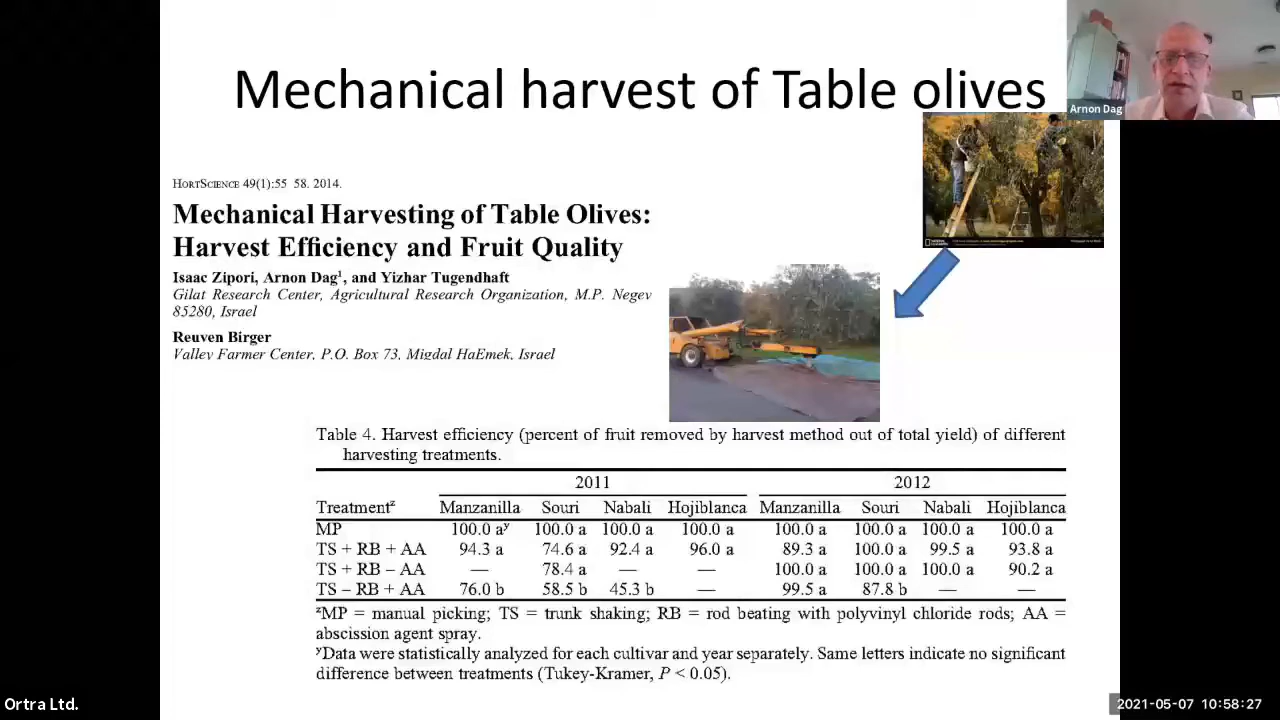 Mechanical harvest of Table olives
Arnon Dag
HORTSCIENCE 49(1):55 58. 2014.
Mechanical Harvesting of Table Olives:
Harvest Efficiency and Fruit Quality
Isaac Zipori, Arnon Dag¹, and Yizhar Tugendhaft
Gilat Research Center, Agricultural Research Organization, M.P. Negev
85280, Israel
Reuven Birger
Valley Farmer Center, P.O. Box 73, Migdal HaEmek, Israel
Table 4. Harvest efficiency (percent of fruit removed by harvest method out of total yield) of different
harvesting treatments.
2011 2012
Treatmentᶻ Manzanilla Souri Nabali Hojiblanca Manzanilla Souri Nabali Hojiblanca
MP 100.0 aʸ 100.0 a 100.0 a 100.0 a 100.0 a 100.0 a 100.0 a 100.0 a
TS + RB + AA 94.3 a 74.6 a 92.4 a 96.0 a 89.3 a 100.0 a 99.5 a 93.8 a
TS + RB − AA — 78.4 a — — 100.0 a 100.0 a 100.0 a 90.2 a
TS − RB + AA 76.0 b 58.5 b 45.3 b — 99.5 a 87.8 b — —
ᶻMP = manual picking; TS = trunk shaking; RB = rod beating with polyvinyl chloride rods; AA =
abscission agent spray.
ʸData were statistically analyzed for each cultivar and year separately. Same letters indicate no significant
difference between treatments (Tukey-Kramer, P < 0.05).
Ortra Ltd.
2021-05-07 10:58:27